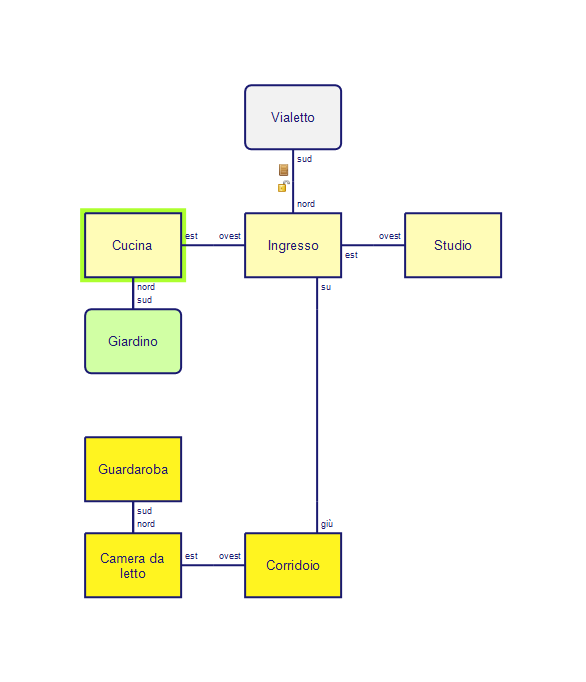 Vialetto
sud
nord
Cucina
est
ovest
Ingresso
est
ovest
Studio
nord
sud
su
Giardino
Guardaroba
sud
nord
giù
Camera da
letto
est
ovest
Corridoio